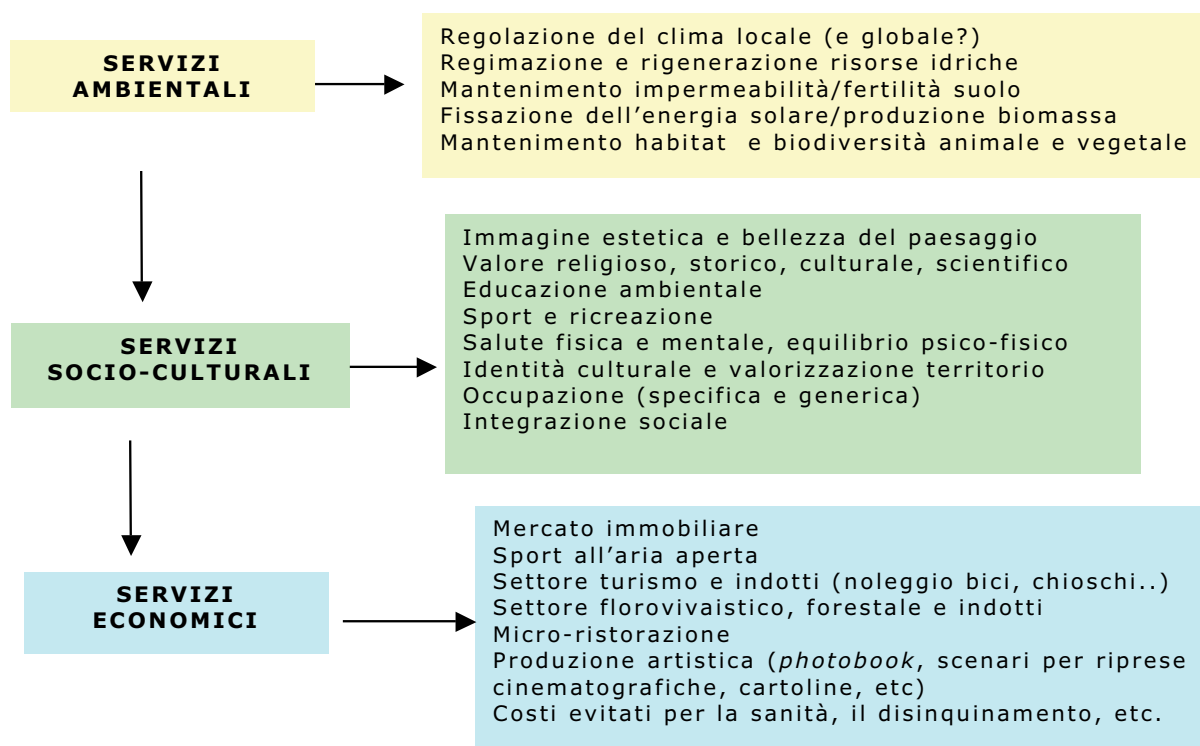 SERVIZI
AMBIENTALI
Regolazione del clima locale (e globale?)
Regimazione e rigenerazione risorse idriche
Mantenimento impermeabilità/fertilità suolo
Fissazione dell’energia solare/produzione biomassa
Mantenimento habitat e biodiversità animale e vegetale
SERVIZI
SOCIO-CULTURALI
Immagine estetica e bellezza del paesaggio
Valore religioso, storico, culturale, scientifico
Educazione ambientale
Sport e ricreazione
Salute fisica e mentale, equilibrio psico-fisico
Identità culturale e valorizzazione territorio
Occupazione (specifica e generica)
Integrazione sociale
SERVIZI
ECONOMICI
Mercato immobiliare
Sport all’aria aperta
Settore turismo e indotti (noleggio bici, chioschi..)
Settore florovivaistico, forestale e indotti
Micro-ristorazione
Produzione artistica (photobook, scenari per riprese
cinematografiche, cartoline, etc)
Costi evitati per la sanità, il disinquinamento, etc.